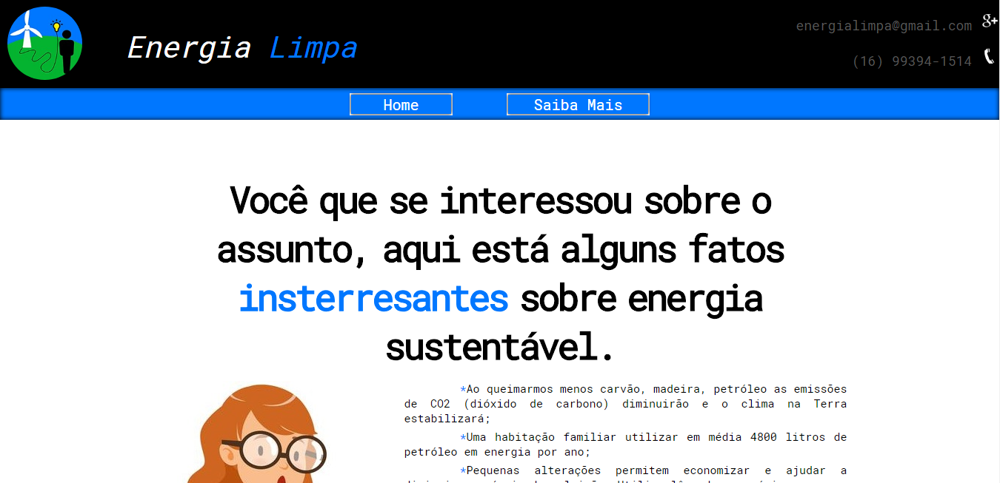 Energia Limpa
energialimpa@gmail.com
(16) 99394-1514
Home
Saiba Mais
Você que se interessou sobre o
assunto, aqui está alguns fatos
insterresantes sobre energia
sustentável.
*Ao queimarmos menos carvão, madeira, petróleo as emissões
de CO2 (dióxido de carbono) diminuirão e o clima na Terra
estabilizará;
*Uma habitação familiar utilizar em média 4800 litros de
petróleo em energia por ano;
*Pequenas alterações permitem economizar e ajudar a